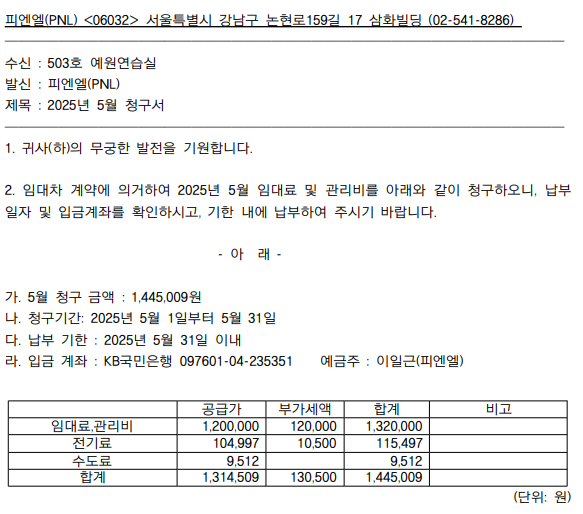 피엔엘(PNL) <06032> 서울특별시 강남구 논현로159길 17 삼화빌딩 (02-541-8286)
수신 : 503호 예원연습실
발신 : 피엔엘(PNL)
제목 : 2025년 5월 청구서
1. 귀사(하)의 무궁한 발전을 기원합니다.
2. 임대차 계약에 의거하여 2025년 5월 임대료 및 관리비를 아래와 같이 청구하오니, 납부
일자 및 입금계좌를 확인하시고, 기한 내에 납부하여 주시기 바랍니다.
- 아 래 -
가. 5월 청구 금액 : 1,445,009원
나. 청구기간: 2025년 5월 1일부터 5월 31일
다. 납부 기한 : 2025년 5월 31일 이내
라. 입금 계좌 : KB국민은행 097601-04-235351 예금주 : 이일근(피엔엘)
공급가 부가세액 합계 비고
임대료,관리비 1,200,000 120,000 1,320,000
전기료 104,997 10,500 115,497
수도료 9,512 9,512
합계 1,314,509 130,500 1,445,009
(단위: 원)